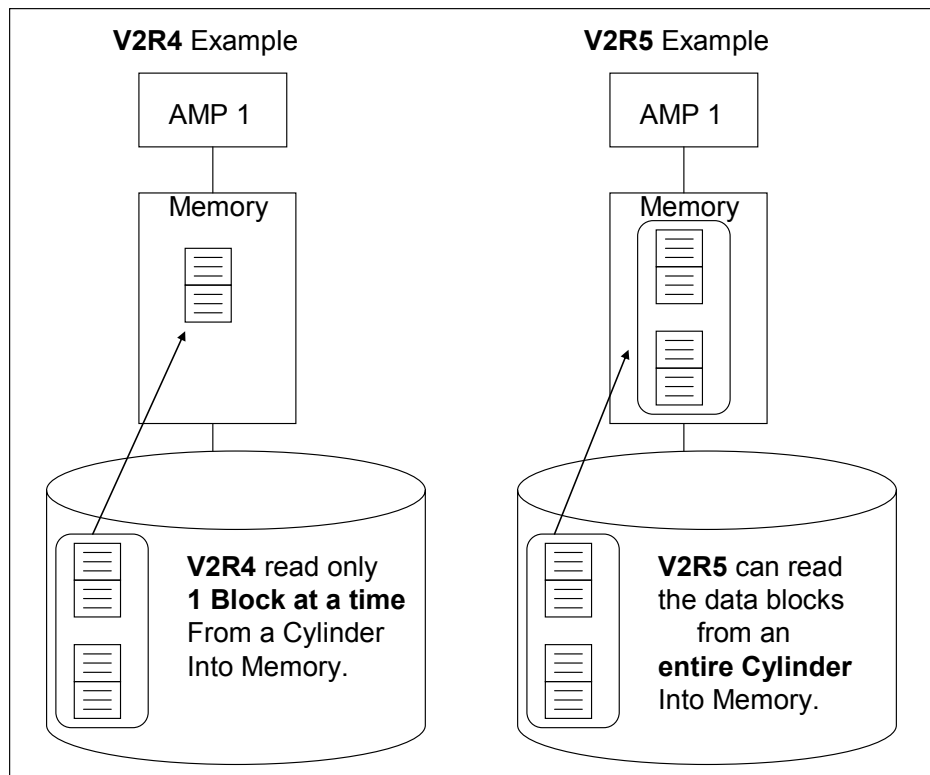 V2R4 Example
AMP 1
Memory
V2R4 read only
1 Block at a time
From a Cylinder
Into Memory.
V2R5 Example
AMP 1
Memory
V2R5 can read
the data blocks
from an
entire Cylinder
Into Memory.